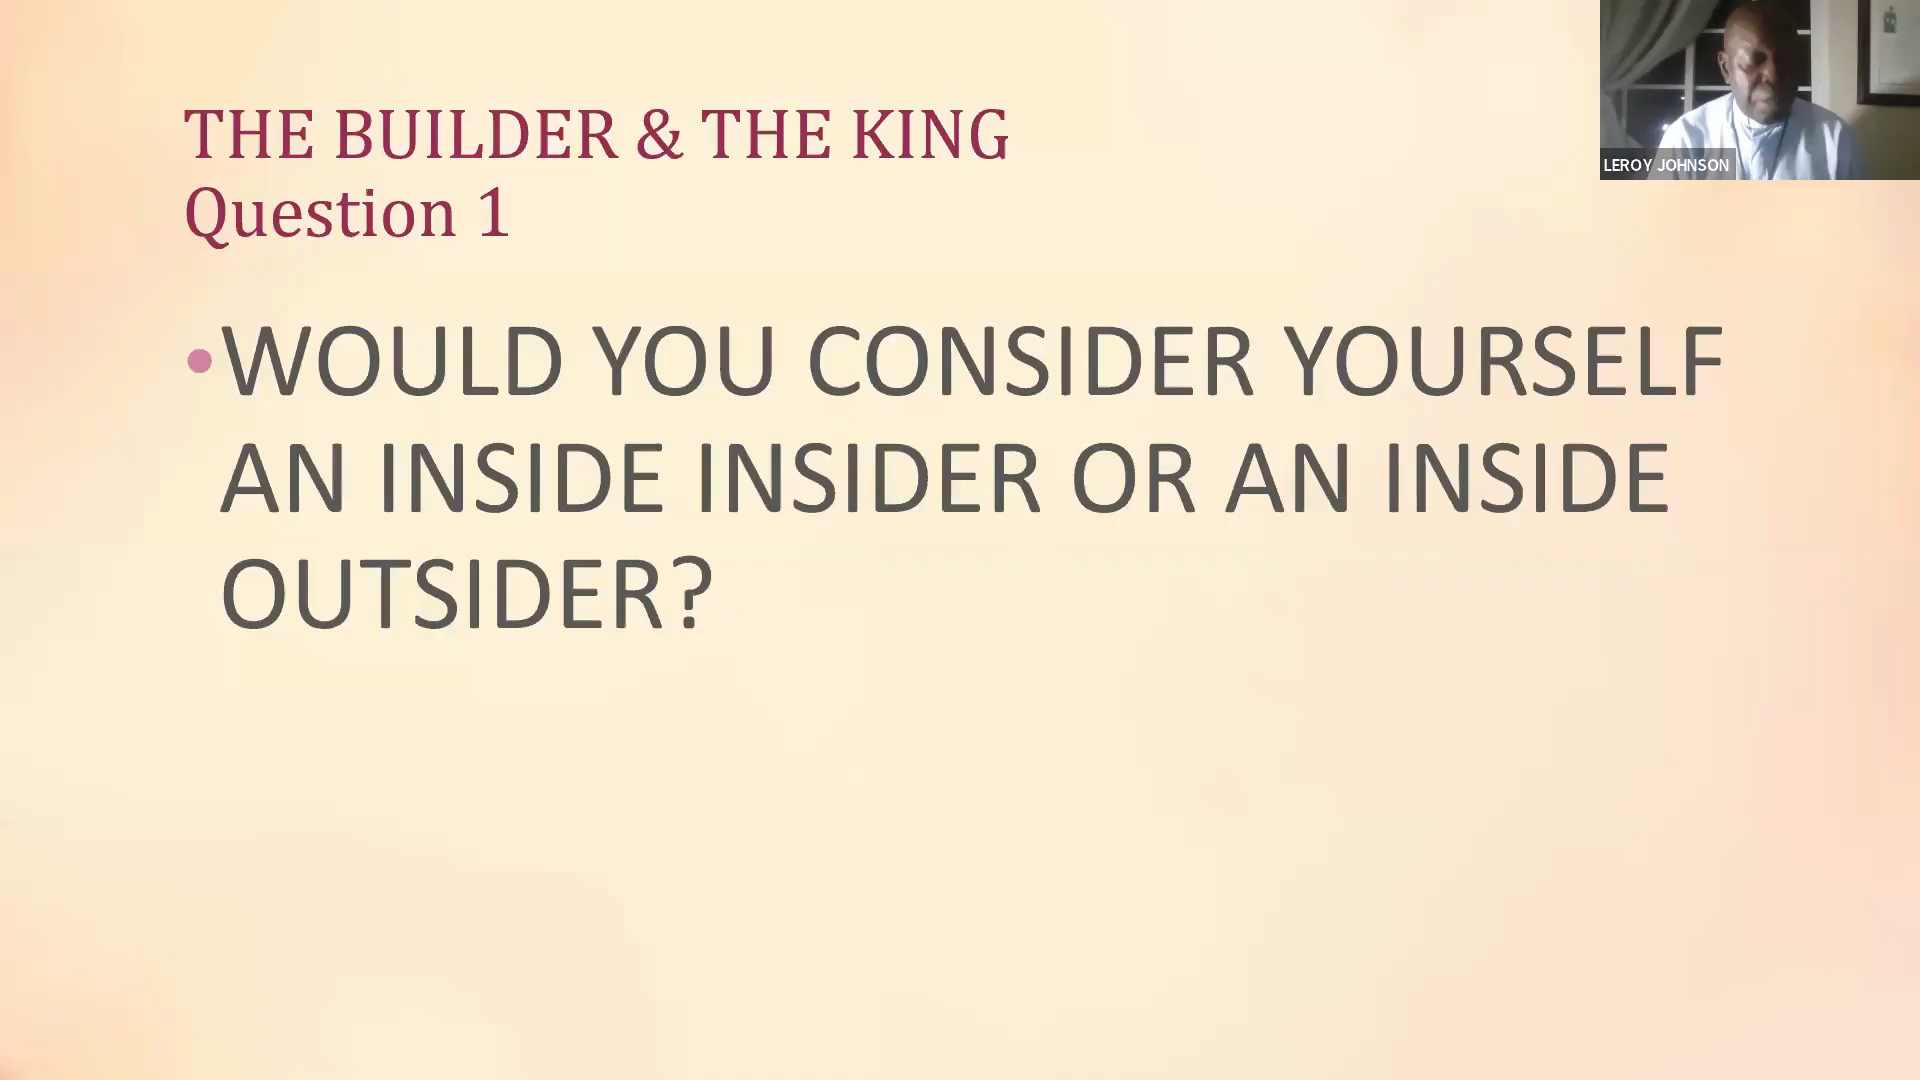 THE BUILDER & THE KING
Question 1
LEROY JOHNSON
•WOULD YOU CONSIDER YOURSELF
AN INSIDE INSIDER OR AN INSIDE
OUTSIDER?